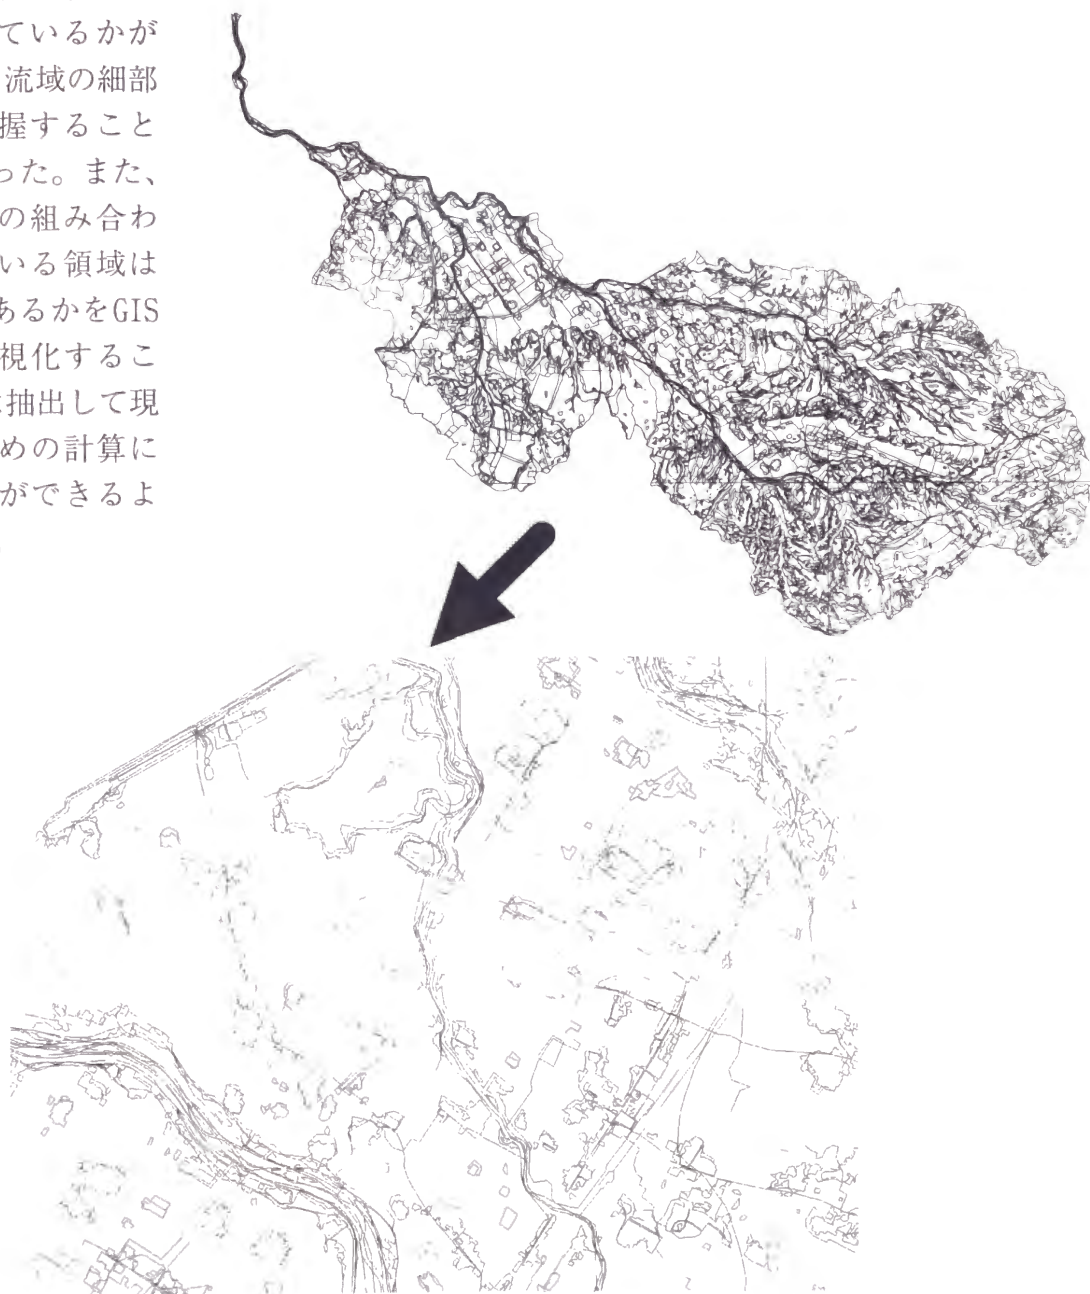 ているかが
流域の細部
握すること
った。また、
の組み合わ
いる領域は
あるかをGIS
視化するこ
抽出して現
めの計算に
ができるよ